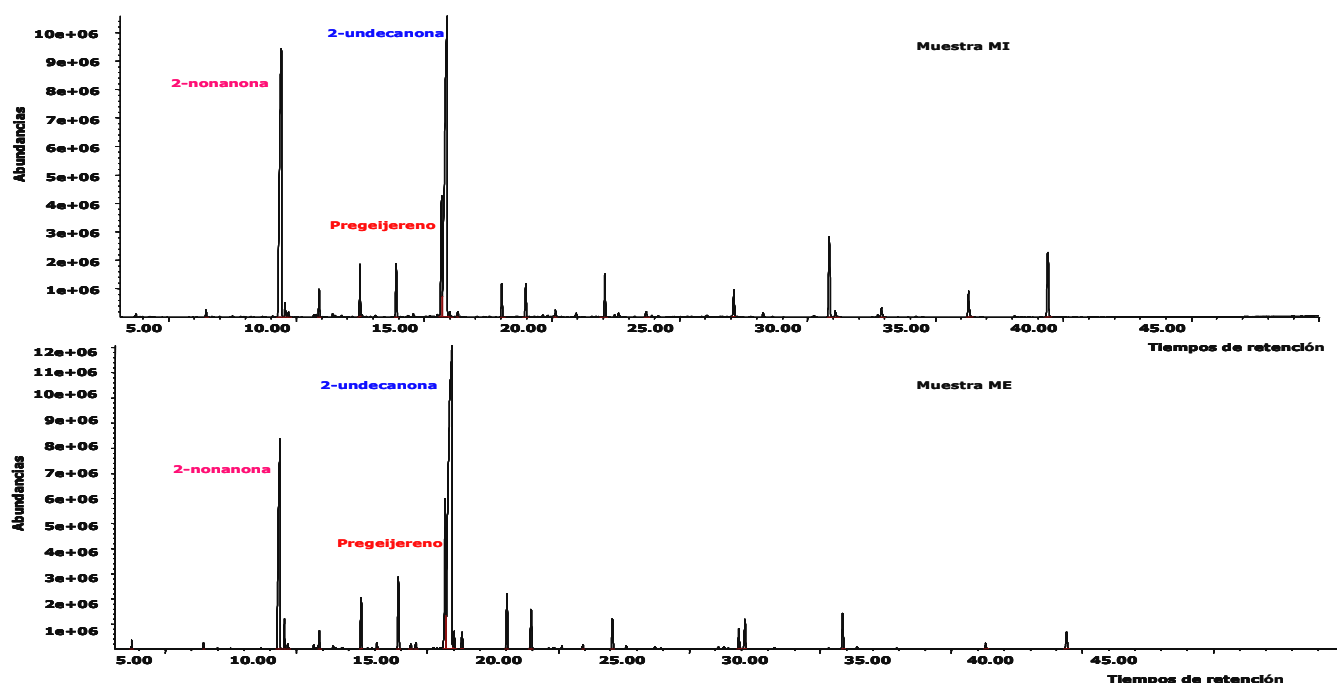 10e+06
9e+06
8e+06
7e+06
6e+06
5e+06
4e+06
3e+06
2e+06
1e+06
Abundancias
2-undecanona
Muestra MI
2-nonanona
Pregeijereno
5.00 10.00 15.00 20.00 25.00 30.00 35.00 40.00 45.00
Tiempos de retención
12e+06
11e+06
10e+06
9e+06
8e+06
7e+06
6e+06
5e+06
4e+06
3e+06
2e+06
1e+06
Abundancias
2-undecanona
Muestra ME
2-nonanona
Pregeijereno
5.00 10.00 15.00 20.00 25.00 30.00 35.00 40.00 45.00
Tiempos de retención